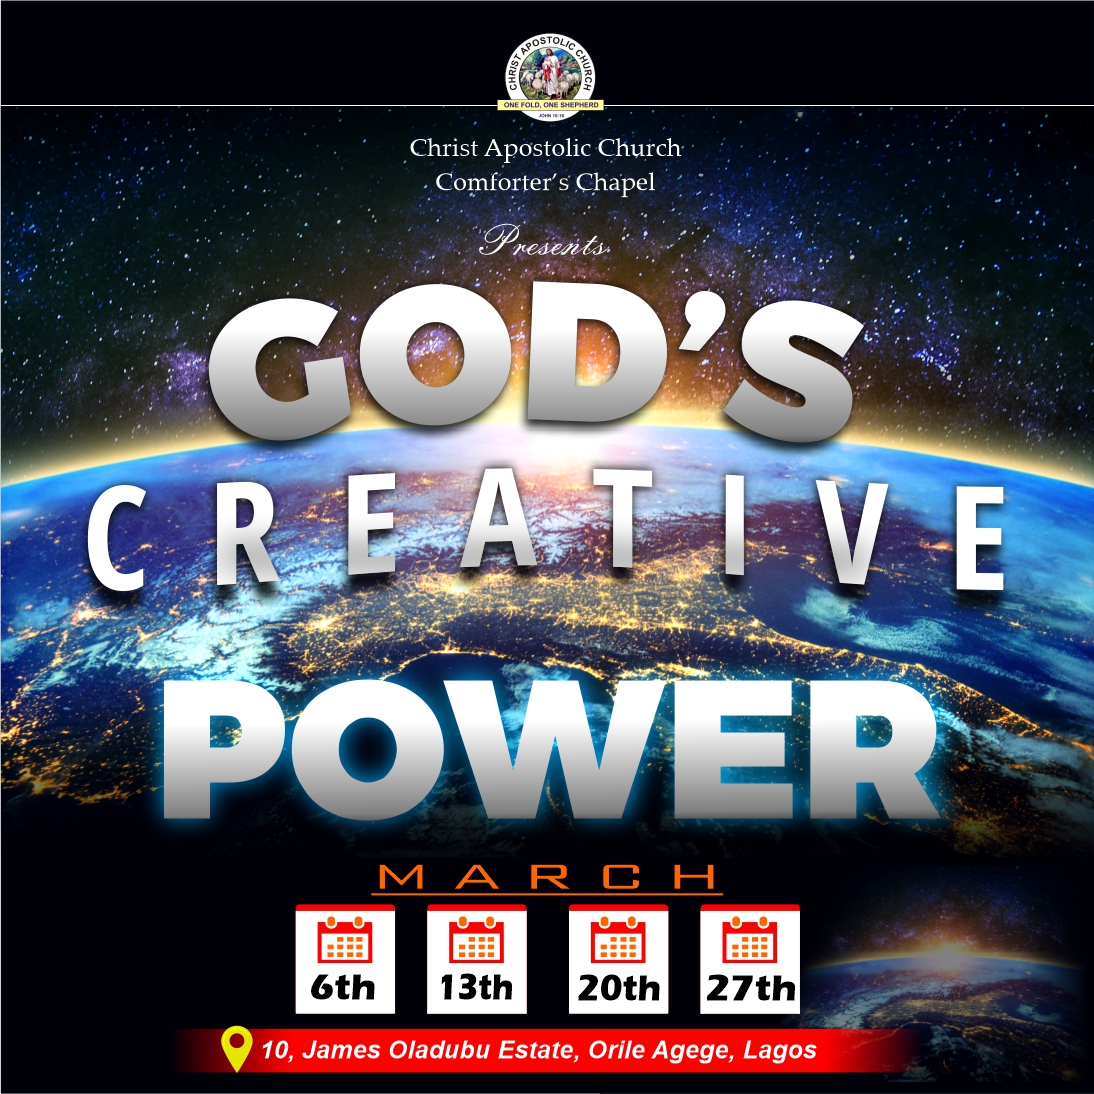 CHRIST APOSTOLIC CHURCH
ONE FOLD, ONE SHEPHERD
JOHN 10:16
Christ Apostolic Church
Comforter’s Chapel
Presents
GOD’S
CREATIVE
POWER
MARCH
6th 13th 20th 27th
10, James Oladubu Estate, Orile Agege, Lagos